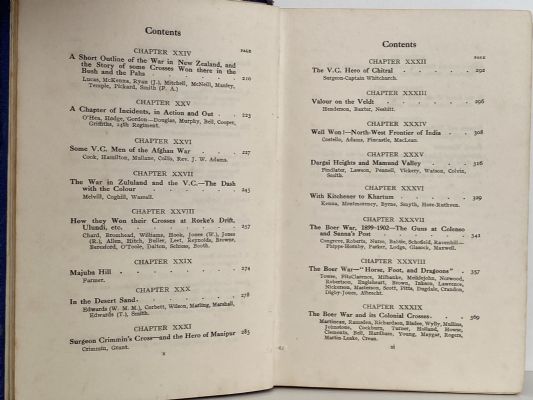 Contents
CHAPTER XXIV
PAGE
A Short Outline of the War in New Zealand, and
the Story of some Crosses Won there in the
Bush and the Pahs . . . . . . 210
Lucas, McKenna, Ryan (J.), Mitchell, McNeill, Manley,
Temple, Pickard, Smith (F. A.)
CHAPTER XXV
A Chapter of Incidents, in Action and Out . . 223
O'Hea, Hodge, Gordon—Douglas, Murphy, Bell, Cooper,
Griffiths, 24th Regiment.
CHAPTER XXVI
Some V.C. Men of the Afghan War . . . 227
Cook, Hamilton, Mullane, Collis, Rev. J. W. Adams.
CHAPTER XXVII
The War in Zululand and the V.C.—The Dash
with the Colour . . . . . . 245
Melvill, Coghill, Wassall.
CHAPTER XXVIII
How they Won their Crosses at Rorke's Drift,
Ulundi, etc. . . . . . . 257
Chard, Bromhead, Williams, Hook, Jones (W.), Jones
(R.), Allen, Hitch, Buller, Leet, Reynolds, Browne,
Beresford, O'Toole, Dalton, Schiess, Booth.
CHAPTER XXIX
Majuba Hill . . . . . . 274
Farmer.
CHAPTER XXX
In the Desert Sand . . . . . . 278
Edwards (W. M. M.), Corbett, Wilson, Marling, Marshall,
Edwards (T.), Smith.
CHAPTER XXXI
Surgeon Crimmin's Cross—and the Hero of Manipur 285
Crimmin, Grant.
x
Contents
CHAPTER XXXII
PAGE
The V.C. Hero of Chitral . . . . 292
Surgeon-Captain Whitchurch.
CHAPTER XXXIII
Valour on the Veldt . . . . . 296
Henderson, Baxter, Nesbitt.
CHAPTER XXXIV
Well Won!—North-West Frontier of India . . 308
Costello, Adams, Fincastle, MacLean.
CHAPTER XXXV
Dargai Heights and Mamund Valley . . . 316
Findlater, Lawson, Pennell, Vickery, Watson, Colvin,
Smith.
CHAPTER XXXVI
With Kitchener to Khartum . . . . 329
Kenna, Montmorency, Byrne, Smyth, Hore-Ruthven.
CHAPTER XXXVII
The Boer War, 1899-1902—The Guns at Colenso
and Sanna's Post . . . . . 342
Congreve, Roberts, Nurse, Babtie, Schofield, Ravenhill—
Phipps-Hornby, Parker, Lodge, Glasock, Maxwell.
CHAPTER XXXVIII
The Boer War—"Horse, Foot, and Dragoons" . 357
Towse, FitzClarence, Milbanke, Meiklejohn, Norwood,
Robertson, Engleheart, Brown, Inkson, Lawrence,
Nickerson, Masterson, Scott, Pitts, Dugdale, Crandon,
Digby-Jones, Albrecht.
CHAPTER XXXIX
The Boer War and its Colonial Crosses . . 369
Martineau, Ramsden, Richardson, Bisdee, Wylly, Mullins,
Johnstone, Cockburn, Turner, Holland, Howse,
Clements, Bell, Hardham, Young, Maygar, Rogers,
Martin-Leake, Crean.
xi